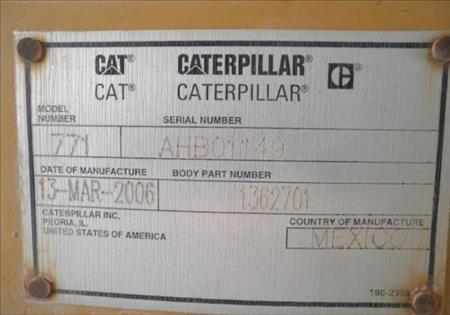 CAT® CATERPILLAR® C®
CAT® CATERPILLAR®
MODEL NUMBER SERIAL NUMBER
771 AHB01149
DATE OF MANUFACTURE BODY PART NUMBER
13-MAR-2006 1362701
CATERPILLAR INC.
PEORIA, IL.
UNITED STATES OF AMERICA
COUNTRY OF MANUFACTURE
MEXICO